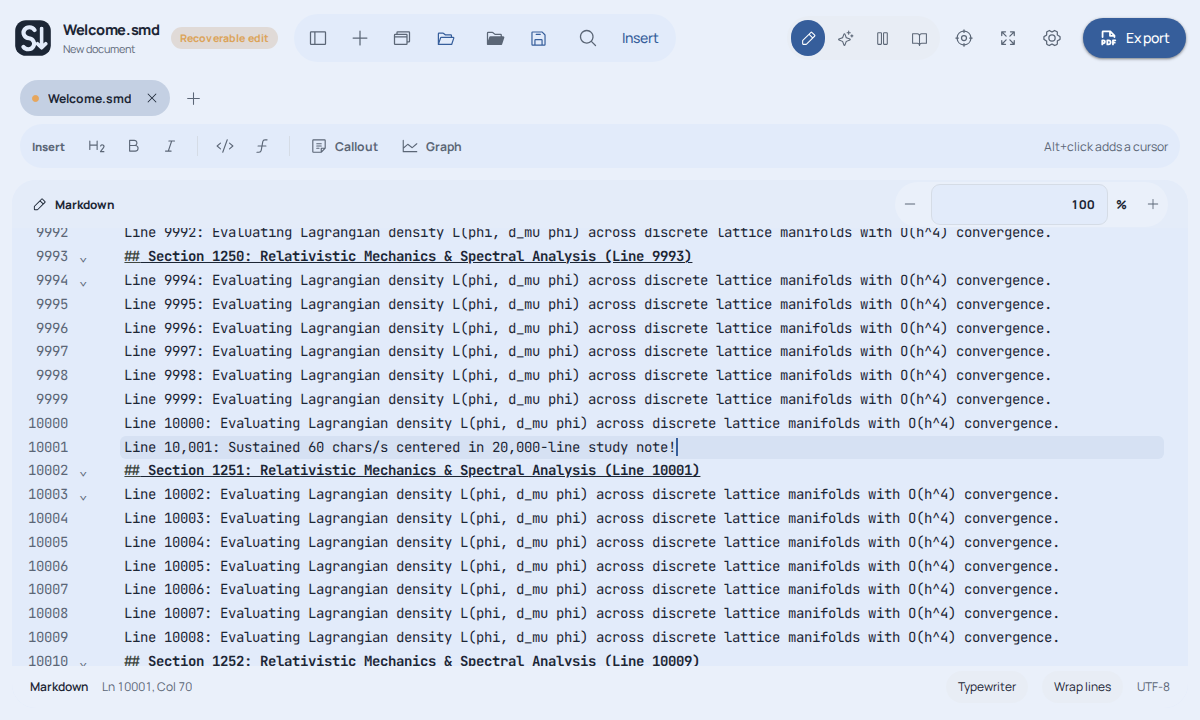 Welcome.smd
New document
Recoverable edit
Insert
PDF
Export
Welcome.smd
Insert
H2
B
I
</>
f
Callout
Graph
Alt+click adds a cursor
Markdown
100 %
9992 Line 9992: Evaluating Lagrangian density L(phi, d_mu phi) across discrete lattice manifolds with O(h^4) convergence.
9993 ## Section 1250: Relativistic Mechanics & Spectral Analysis (Line 9993)
9994 Line 9994: Evaluating Lagrangian density L(phi, d_mu phi) across discrete lattice manifolds with O(h^4) convergence.
9995 Line 9995: Evaluating Lagrangian density L(phi, d_mu phi) across discrete lattice manifolds with O(h^4) convergence.
9996 Line 9996: Evaluating Lagrangian density L(phi, d_mu phi) across discrete lattice manifolds with O(h^4) convergence.
9997 Line 9997: Evaluating Lagrangian density L(phi, d_mu phi) across discrete lattice manifolds with O(h^4) convergence.
9998 Line 9998: Evaluating Lagrangian density L(phi, d_mu phi) across discrete lattice manifolds with O(h^4) convergence.
9999 Line 9999: Evaluating Lagrangian density L(phi, d_mu phi) across discrete lattice manifolds with O(h^4) convergence.
10000 Line 10000: Evaluating Lagrangian density L(phi, d_mu phi) across discrete lattice manifolds with O(h^4) convergence.
10001 Line 10,001: Sustained 60 chars/s centered in 20,000-line study note!
10002 ## Section 1251: Relativistic Mechanics & Spectral Analysis (Line 10001)
10003 Line 10002: Evaluating Lagrangian density L(phi, d_mu phi) across discrete lattice manifolds with O(h^4) convergence.
10004 Line 10003: Evaluating Lagrangian density L(phi, d_mu phi) across discrete lattice manifolds with O(h^4) convergence.
10005 Line 10004: Evaluating Lagrangian density L(phi, d_mu phi) across discrete lattice manifolds with O(h^4) convergence.
10006 Line 10005: Evaluating Lagrangian density L(phi, d_mu phi) across discrete lattice manifolds with O(h^4) convergence.
10007 Line 10006: Evaluating Lagrangian density L(phi, d_mu phi) across discrete lattice manifolds with O(h^4) convergence.
10008 Line 10007: Evaluating Lagrangian density L(phi, d_mu phi) across discrete lattice manifolds with O(h^4) convergence.
10009 Line 10008: Evaluating Lagrangian density L(phi, d_mu phi) across discrete lattice manifolds with O(h^4) convergence.
10010 ## Section 1252: Relativistic Mechanics & Spectral Analysis (Line 10009)
Markdown
Ln 10001, Col 70
Typewriter
Wrap lines
UTF-8